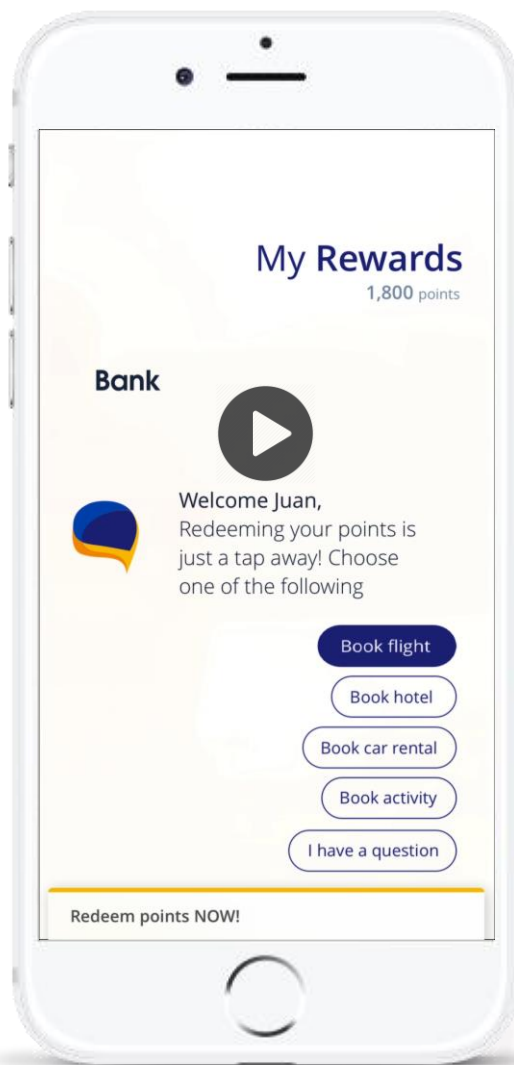 My Rewards
1,800 points
Bank
Welcome Juan,
Redeeming your points is
just a tap away! Choose
one of the following
Book flight
Book hotel
Book car rental
Book activity
I have a question
Redeem points NOW!